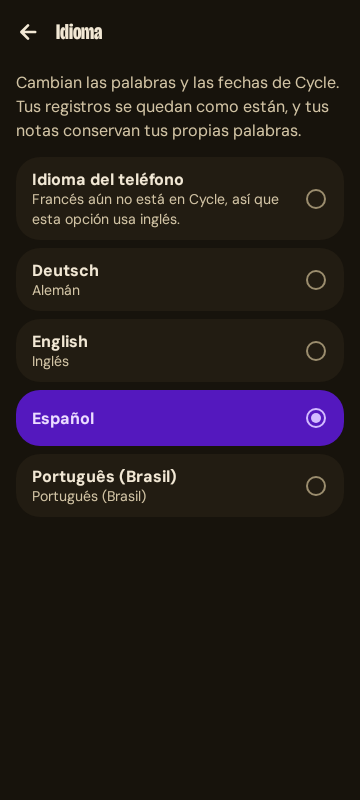 Idioma
Cambian las palabras y las fechas de Cycle.
Tus registros se quedan como están, y tus
notas conservan tus propias palabras.
Idioma del teléfono
Francés aún no está en Cycle, así que
esta opción usa inglés.
Deutsch
Alemán
English
Inglés
Español
Português (Brasil)
Portugués (Brasil)